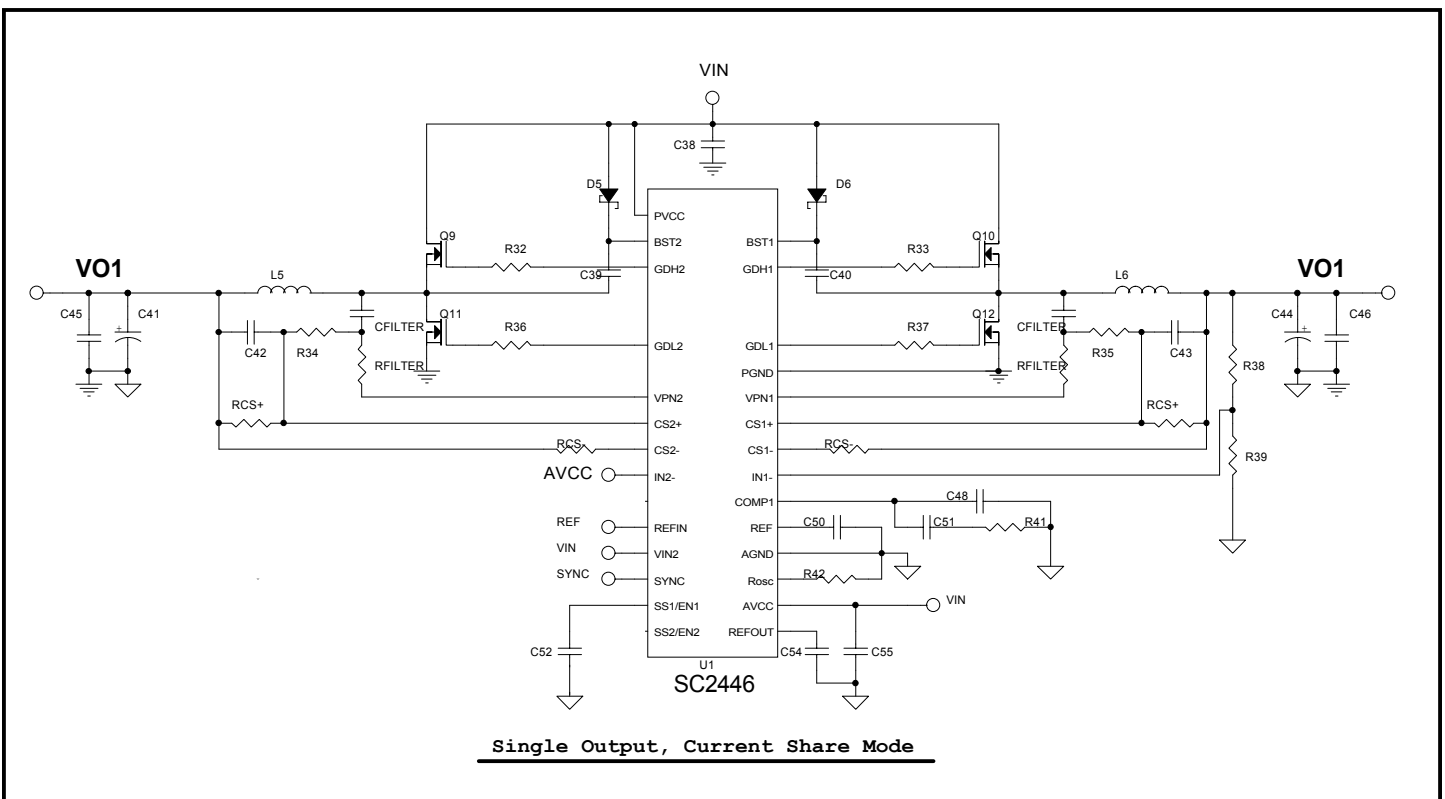 VIN
C38
D5
D6
PVCC
Q9
R32
BST2
BST1
R33
Q10
VO1
L5
C39
GDH2
GDH1
C40
L6
VO1
C45
C41
Q11
R36
CFILTER
R37
Q12
CFILTER
C44
C46
C42
R34
GDL2
GDL1
R35
C43
RFILTER
PGND
RFILTER
R38
RCS+
VPN2
VPN1
RCS+
CS2+
CS1+
RCS-
CS2-
CS1-
RCS-
R39
AVCC
IN2-
IN1-
COMP1
C48
REF
REFIN
REF
C50
C51
R41
VIN
VIN2
AGND
SYNC
SYNC
Rosc
R42
SS1/EN1
AVCC
VIN
SS2/EN2
REFOUT
C52
C54
C55
U1
SC2446
Single Output, Current Share Mode